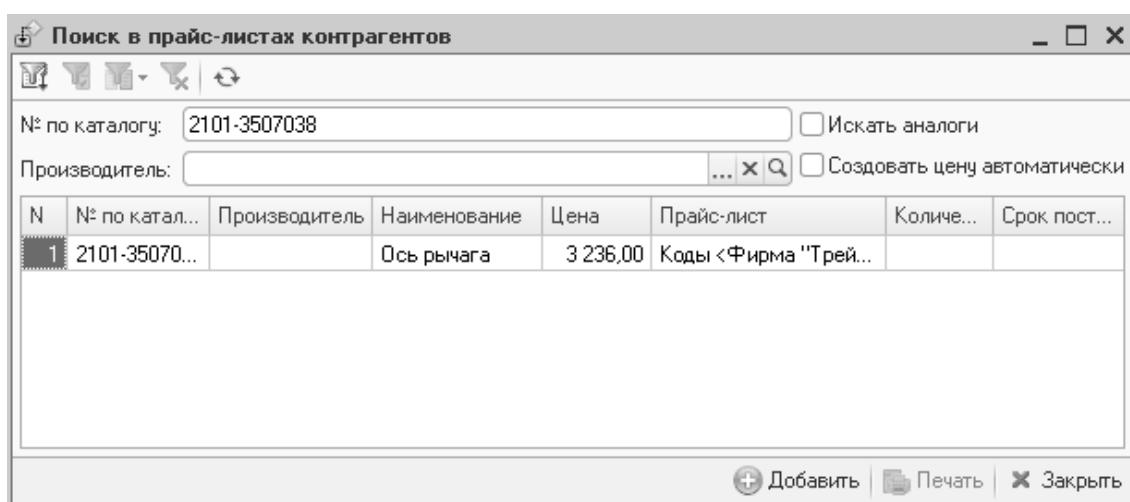 Поиск в прайс-листах контрагентов
№ по каталогу: 2101-3507038 Искать аналоги
Производитель: ... Создовать цену автоматически
N № по катал... Производитель Наименование Цена Прайс-лист Количе... Срок пост...
1 2101-35070... Ось рычага 3 236,00 Коды <Фирма "Трей...
Добавить Печать Закрыть